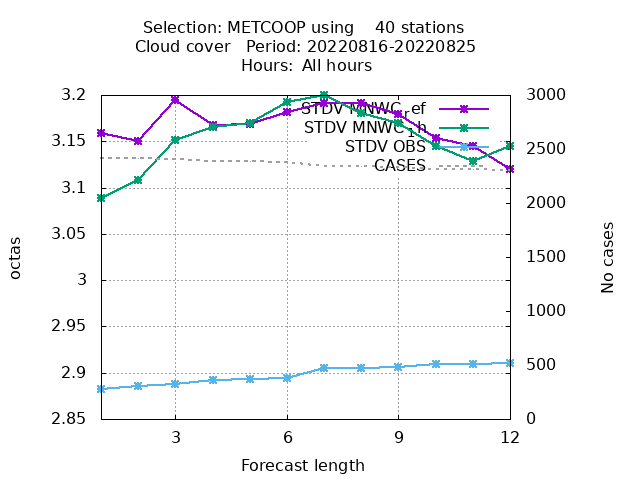 Selection: METCOOP using    40 stations
Cloud cover   Period: 20220816-20220825
Hours:  All hours
STDV MNWC_ref
STDV MNWC_1h
STDV OBS
CASES
3.2
3.15
3.1
3.05
3
2.95
2.9
2.85
3000
2500
2000
1500
1000
500
0
octas
No cases
3
6
9
12
Forecast length